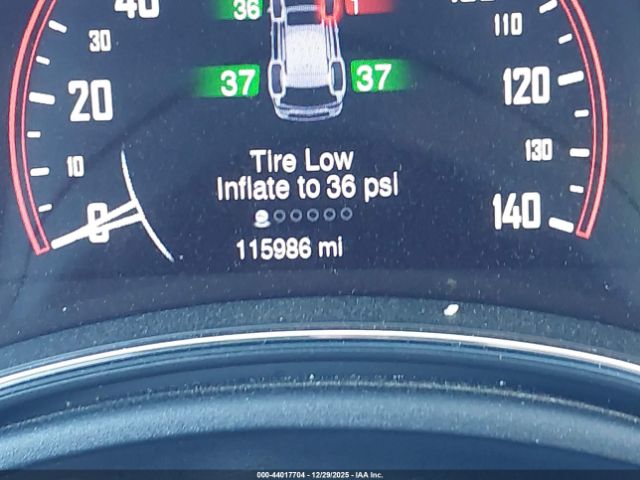 40 36 1
30 110
37 37
20 120
Tire Low
10 130
Inflate to 36 psi
0 140
115986 mi
000-44017704 - 12/29/2025 - IAA Inc.